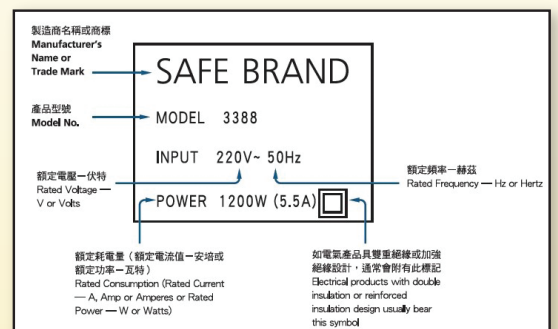 製造商名稱或商標
Manufacturer's
Name or
Trade Mark
SAFE BRAND
產品型號
Model No.
MODEL 3388
INPUT 220V~ 50Hz
額定電壓—伏特
Rated Voltage —
V or Volts
額定頻率—赫茲
Rated Frequency — Hz or Hertz
POWER 1200W (5.5A)
額定耗電量（額定電流值—安培或
額定功率—瓦特）
Rated Consumption (Rated Current
— A, Amp or Amperes or Rated
Power — W or Watts)
如電氣產品具雙重絕緣或加強
絕緣設計，通常會附有此標記
Electrical products with double
insulation or reinforced
insulation design usually bear
this symbol